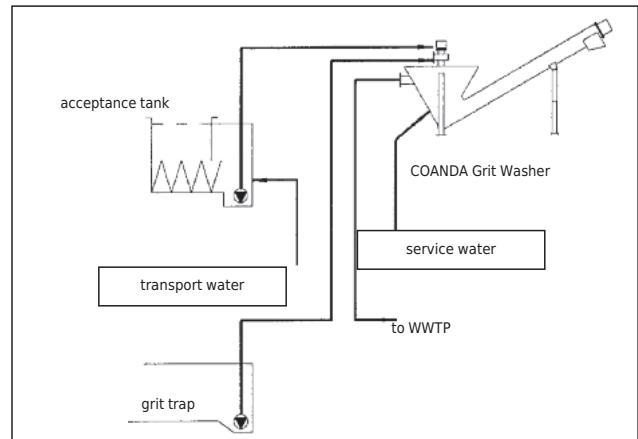 acceptance tank
COANDA Grit Washer
service water
transport water
to WWTP
grit trap